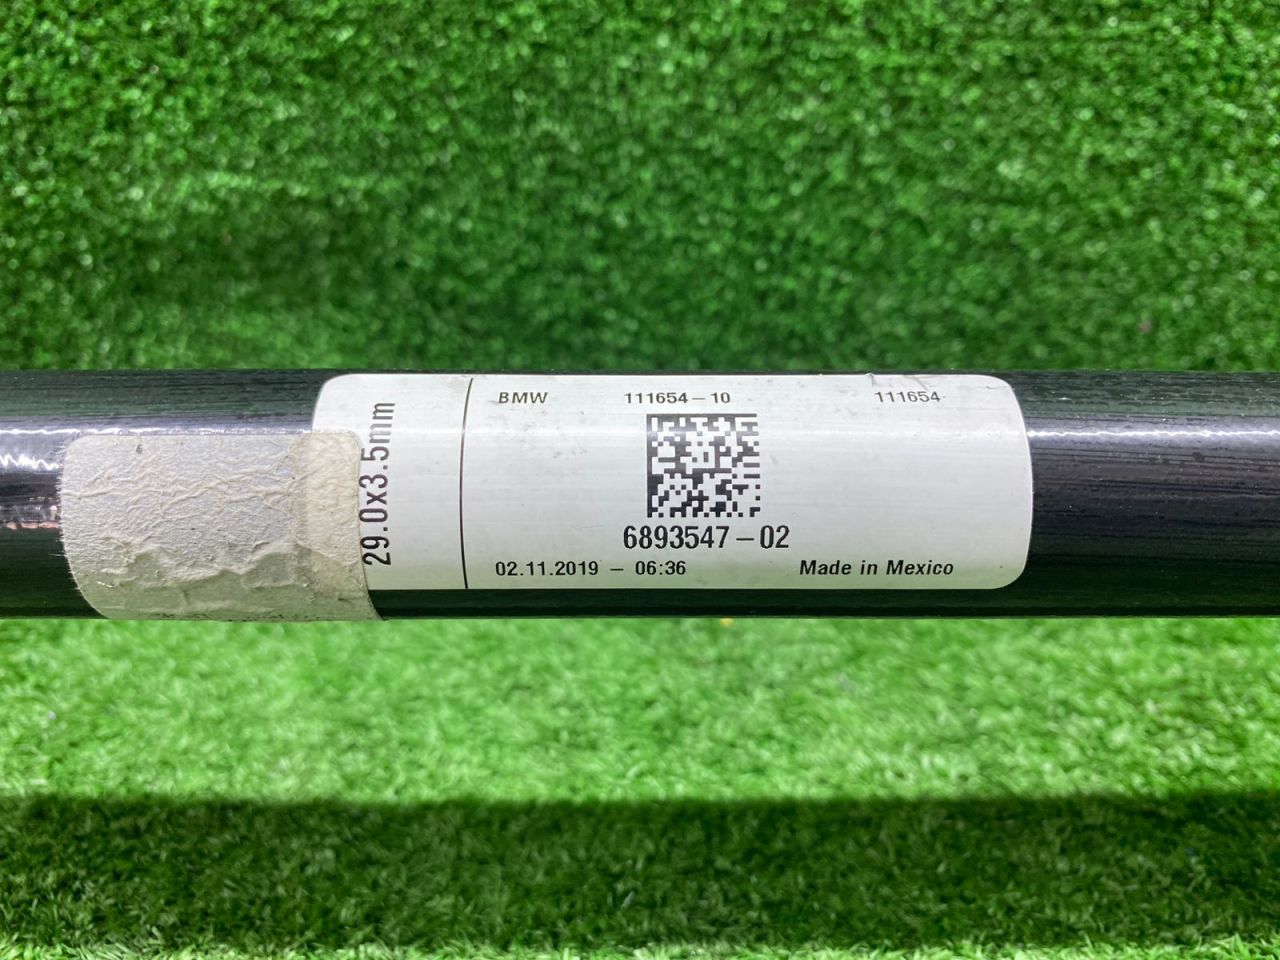 29.0x3.5mm
BMW 111654-10 111654
6893547-02
02.11.2019 - 06:36 Made in Mexico